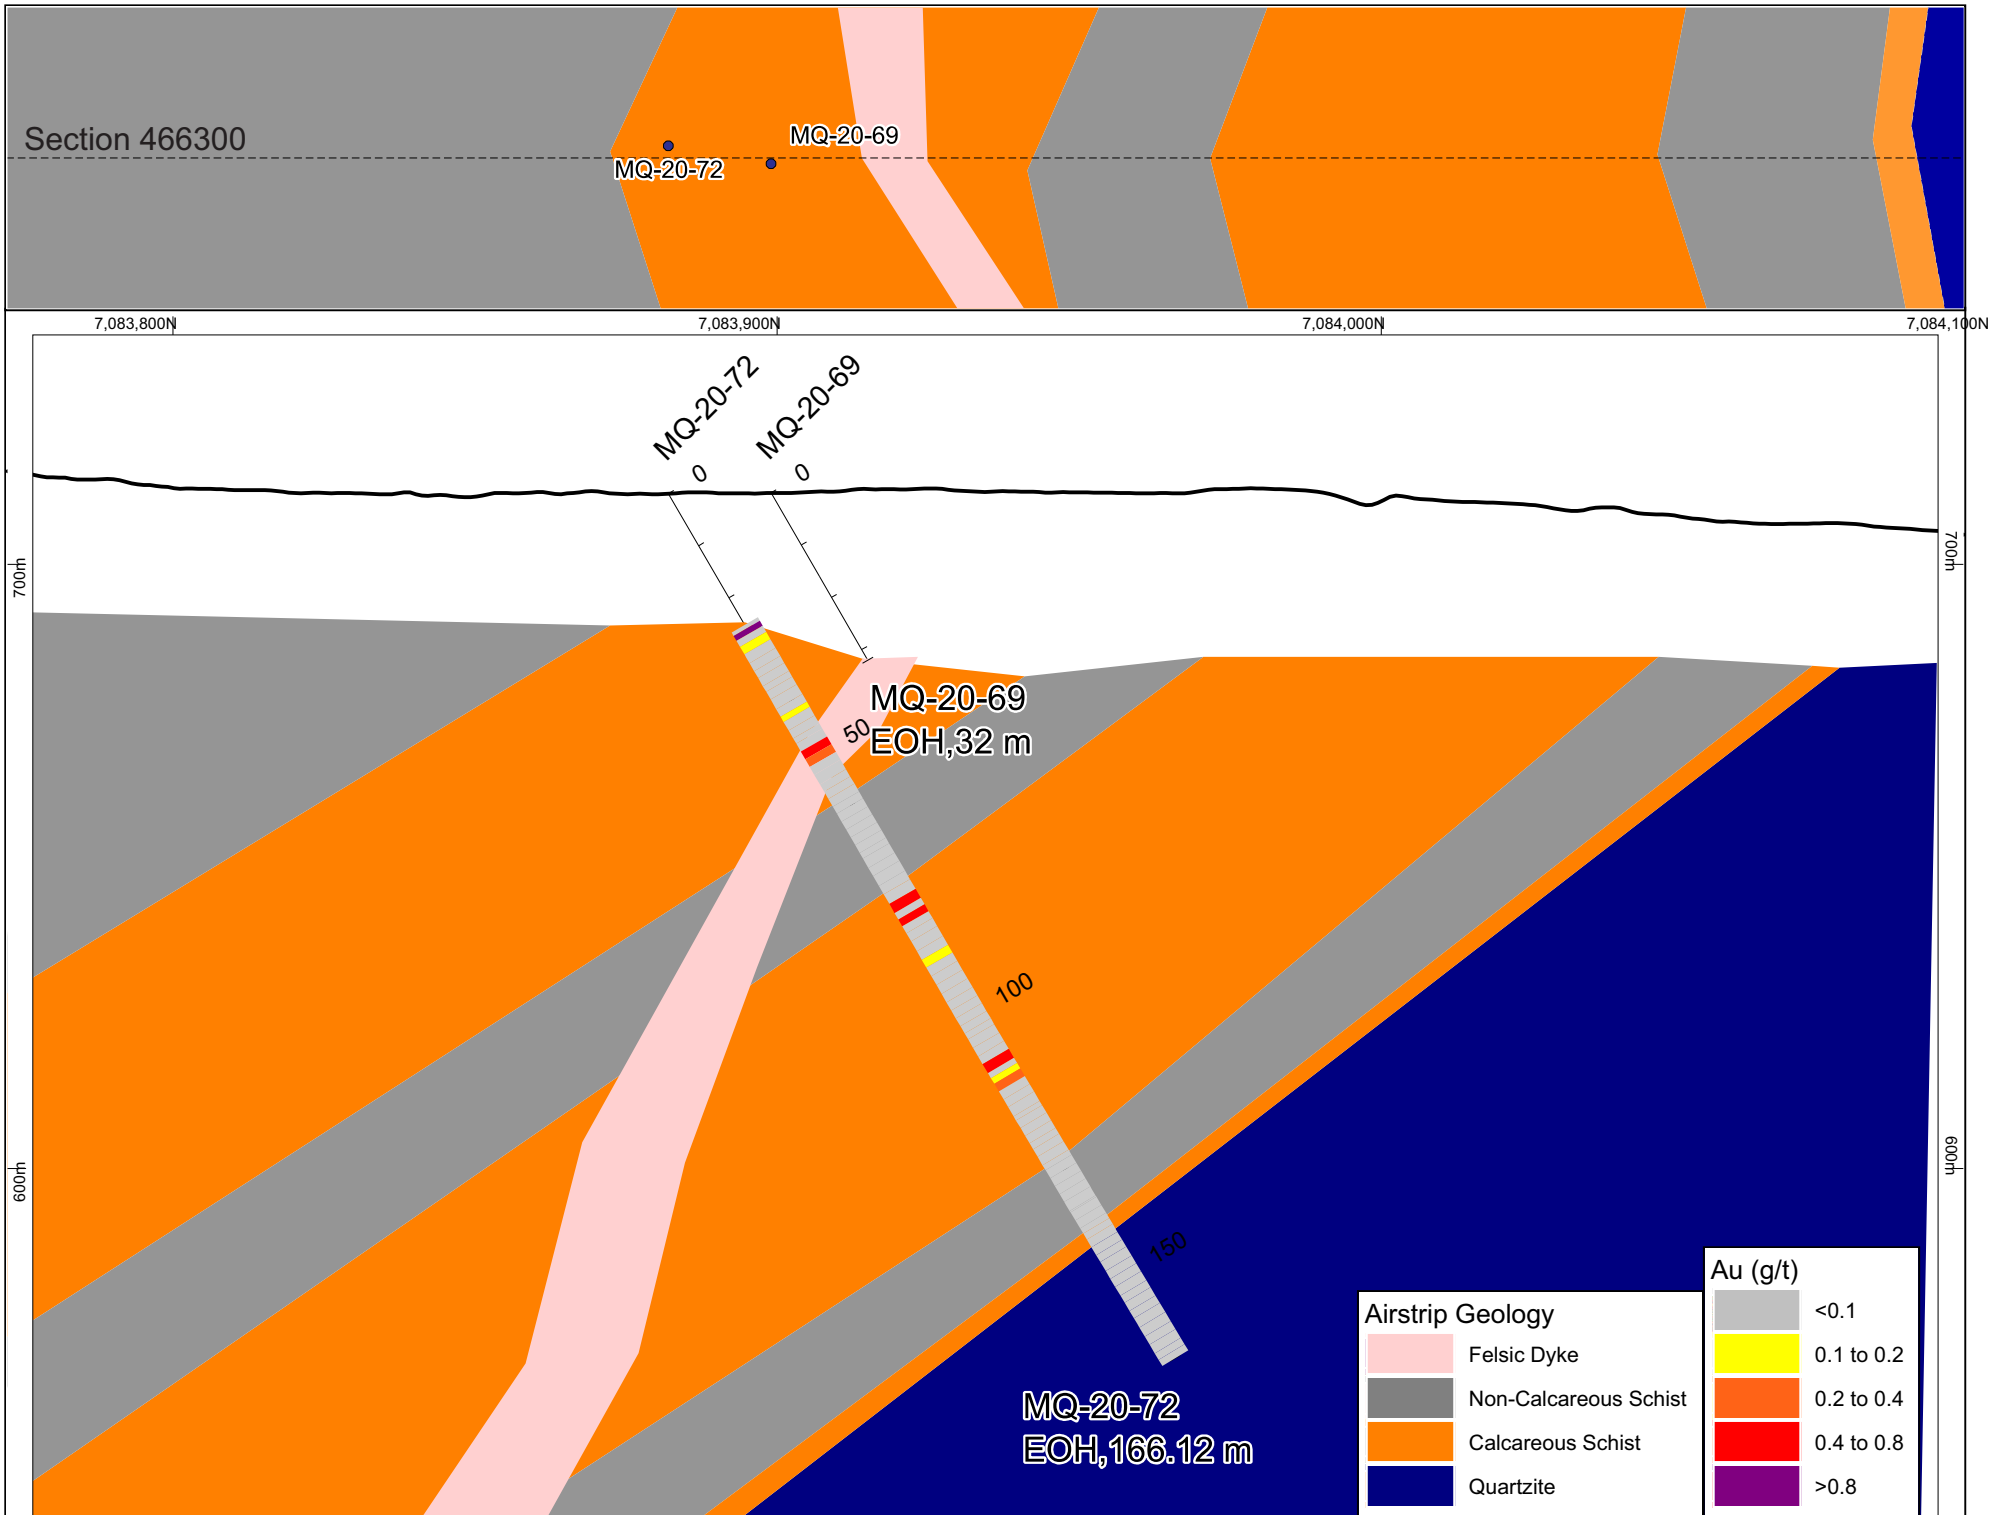 Section 466300
MQ-20-69
MQ-20-72
7,083,800N
7,083,900N
7,084,000N
7,084,100N
MQ-20-72
MQ-20-69
0
0
700m
700m
MQ-20-69
EOH,32 m
50
100
600m
600m
150
MQ-20-72
EOH,166.12 m
Airstrip Geology
Felsic Dyke
Non-Calcareous Schist
Calcareous Schist
Quartzite
Au (g/t)
<0.1
0.1 to 0.2
0.2 to 0.4
0.4 to 0.8
>0.8